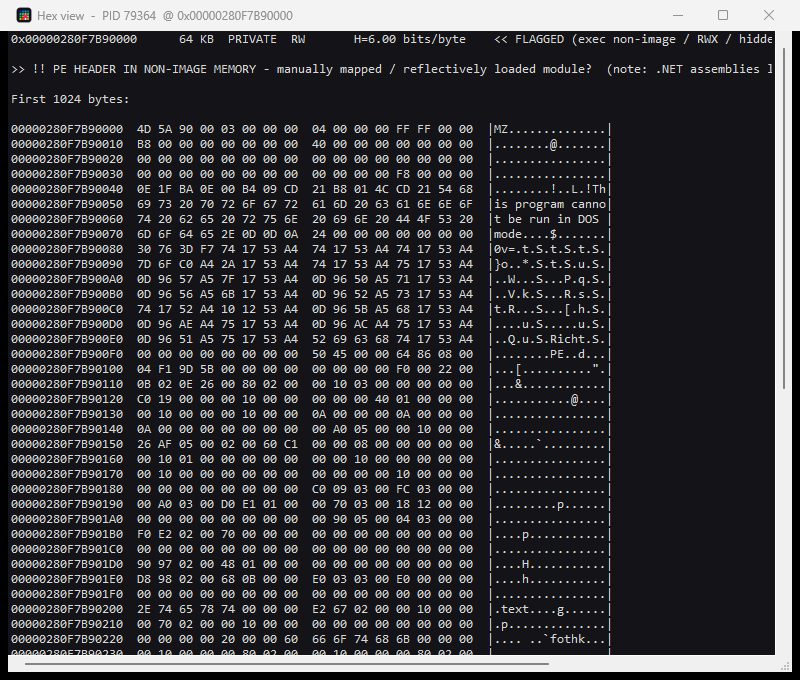 Hex view - PID 79364 @ 0x00000280F7B90000
0x00000280F7B90000 64 KB PRIVATE RW H=6.00 bits/byte << FLAGGED (exec non-image / RWX / hidde
>> !! PE HEADER IN NON-IMAGE MEMORY - manually mapped / reflectively loaded module? (note: .NET assemblies l
First 1024 bytes:
00000280F7B90000 4D 5A 90 00 03 00 00 00 04 00 00 00 FF FF 00 00 |MZ..............|
00000280F7B90010 B8 00 00 00 00 00 00 00 40 00 00 00 00 00 00 00 |........@.......|
00000280F7B90020 00 00 00 00 00 00 00 00 00 00 00 00 00 00 00 00 |................|
00000280F7B90030 00 00 00 00 00 00 00 00 00 00 00 00 F8 00 00 00 |................|
00000280F7B90040 0E 1F BA 0E 00 B4 09 CD 21 B8 01 4C CD 21 54 68 |........!..L.!Th|
00000280F7B90050 69 73 20 70 72 6F 67 72 61 6D 20 63 61 6E 6E 6F |is program canno|
00000280F7B90060 74 20 62 65 20 72 75 6E 20 69 6E 20 44 4F 53 20 |t be run in DOS |
00000280F7B90070 6D 6F 64 65 2E 0D 0D 0A 24 00 00 00 00 00 00 00 |mode....$.......|
00000280F7B90080 30 76 3D F7 74 17 53 A4 74 17 53 A4 74 17 53 A4 |0v=.t.S.t.S.t.S.|
00000280F7B90090 7D 6F C0 A4 2A 17 53 A4 74 17 53 A4 75 17 53 A4 |}o..*.S.t.S.u.S.|
00000280F7B900A0 0D 96 57 A5 7F 17 53 A4 0D 96 50 A5 71 17 53 A4 |..W...S...PqS.|
00000280F7B900B0 0D 96 56 A5 6B 17 53 A4 0D 96 52 A5 73 17 53 A4 |..V.k.S...R.s.S.|
00000280F7B900C0 74 17 52 A4 10 12 53 A4 0D 96 5B A5 68 17 53 A4 |t.R...S...[.h.S.|
00000280F7B900D0 0D 96 AE A4 75 17 53 A4 0D 96 AC A4 75 17 53 A4 |....u.S.....u.S.|
00000280F7B900E0 0D 96 51 A5 75 17 53 A4 52 69 63 68 74 17 53 A4 |..Q.u.S.Richt.S.|
00000280F7B900F0 00 00 00 00 00 00 00 00 50 45 00 00 64 86 08 00 |........PE..d...|
00000280F7B90100 04 F1 9D 5B 00 00 00 00 00 00 00 00 F0 00 22 00 |...[..........".|
00000280F7B90110 0B 02 0E 26 00 80 02 00 00 10 03 00 00 00 00 00 |...&............|
00000280F7B90120 C0 19 00 00 00 10 00 00 00 00 00 40 01 00 00 00 |...........@....|
00000280F7B90130 00 10 00 00 00 10 00 00 0A 00 00 00 0A 00 00 00 |................|
00000280F7B90140 0A 00 00 00 00 00 00 00 00 A0 05 00 00 10 00 00 |................|
00000280F7B90150 26 AF 05 00 02 00 60 C1 00 00 08 00 00 00 00 00 |&.....`.........|
00000280F7B90160 00 10 01 00 00 00 00 00 00 00 10 00 00 00 00 00 |................|
00000280F7B90170 00 10 00 00 00 00 00 00 00 00 00 00 10 00 00 00 |................|
00000280F7B90180 00 00 00 00 00 00 00 00 C0 09 03 00 FC 03 00 00 |................|
00000280F7B90190 00 A0 03 00 D0 E1 01 00 00 70 03 00 18 12 00 00 |.........p......|
00000280F7B901A0 00 00 00 00 00 00 00 00 00 90 05 00 04 03 00 00 |................|
00000280F7B901B0 F0 E2 02 00 70 00 00 00 00 00 00 00 00 00 00 00 |....p...........|
00000280F7B901C0 00 00 00 00 00 00 00 00 00 00 00 00 00 00 00 00 |................|
00000280F7B901D0 90 97 02 00 48 01 00 00 00 00 00 00 00 00 00 00 |....H...........|
00000280F7B901E0 D8 98 02 00 68 0B 00 00 E0 03 03 00 E0 00 00 00 |....h...........|
00000280F7B901F0 00 00 00 00 00 00 00 00 00 00 00 00 00 00 00 00 |................|
00000280F7B90200 2E 74 65 78 74 00 00 00 E2 67 02 00 00 10 00 00 |.text....g......|
00000280F7B90210 00 70 02 00 00 10 00 00 00 00 00 00 00 00 00 00 |.p..............|
00000280F7B90220 00 00 00 00 20 00 00 60 66 6F 74 68 6B 00 00 00 |.... ..`fothk...|
00000280F7B90230 00 10 00 00 00 80 02 00 00 10 00 00 00 80 02 00